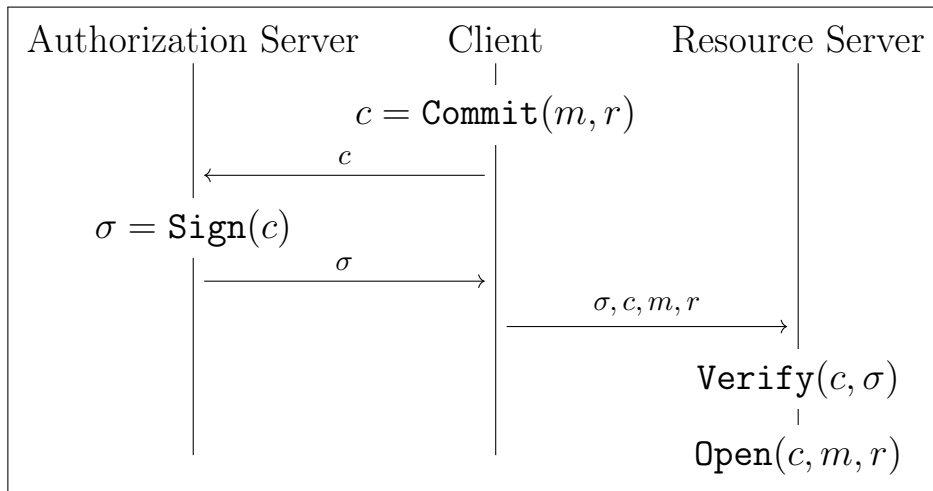 Authorization Server Client Resource Server
c = Commit(m, r)
c
σ = Sign(c)
σ
σ, c, m, r
Verify(c, σ)
Open(c, m, r)